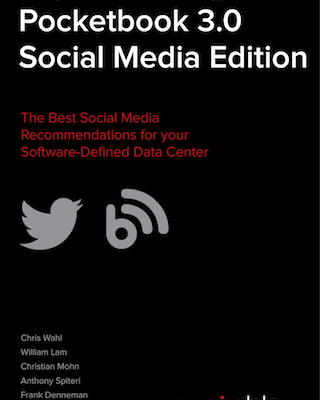 Pocketbook 3.0
Social Media Edition
The Best Social Media
Recommendations for your
Software-Defined Data Center
Chris Wahl
William Lam
Christian Mohn
Anthony Spiteri
Frank Denneman